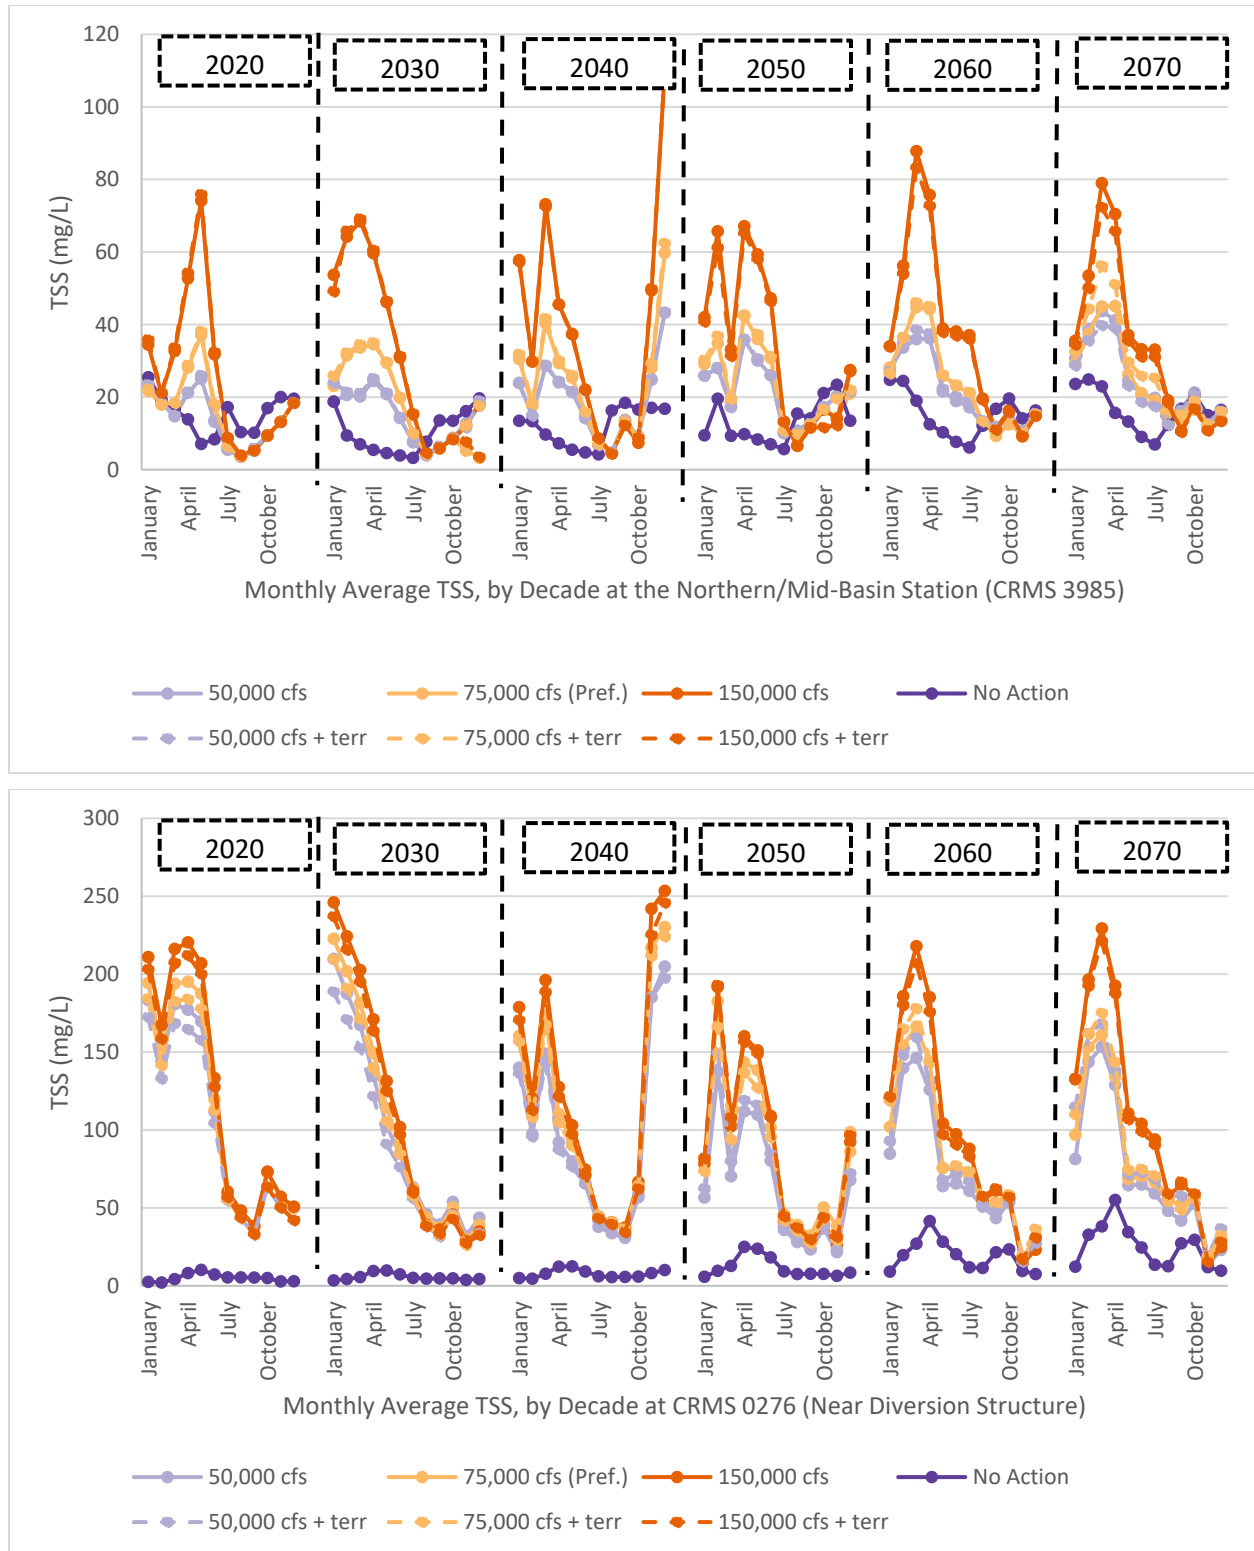 120
100
80
60
40
20
0
TSS (mg/L)
2020
2030
2040
2050
2060
2070
January
April
July
October
January
April
July
October
January
April
July
October
January
April
July
October
January
April
July
October
January
April
July
October
Monthly Average TSS, by Decade at the Northern/Mid-Basin Station (CRMS 3985)
50,000 cfs
75,000 cfs (Pref.)
150,000 cfs
No Action
50,000 cfs + terr
75,000 cfs + terr
150,000 cfs + terr
300
250
200
150
100
50
0
TSS (mg/L)
2020
2030
2040
2050
2060
2070
January
April
July
October
January
April
July
October
January
April
July
October
January
April
July
October
January
April
July
October
January
April
July
October
Monthly Average TSS, by Decade at CRMS 0276 (Near Diversion Structure)
50,000 cfs
75,000 cfs (Pref.)
150,000 cfs
No Action
50,000 cfs + terr
75,000 cfs + terr
150,000 cfs + terr